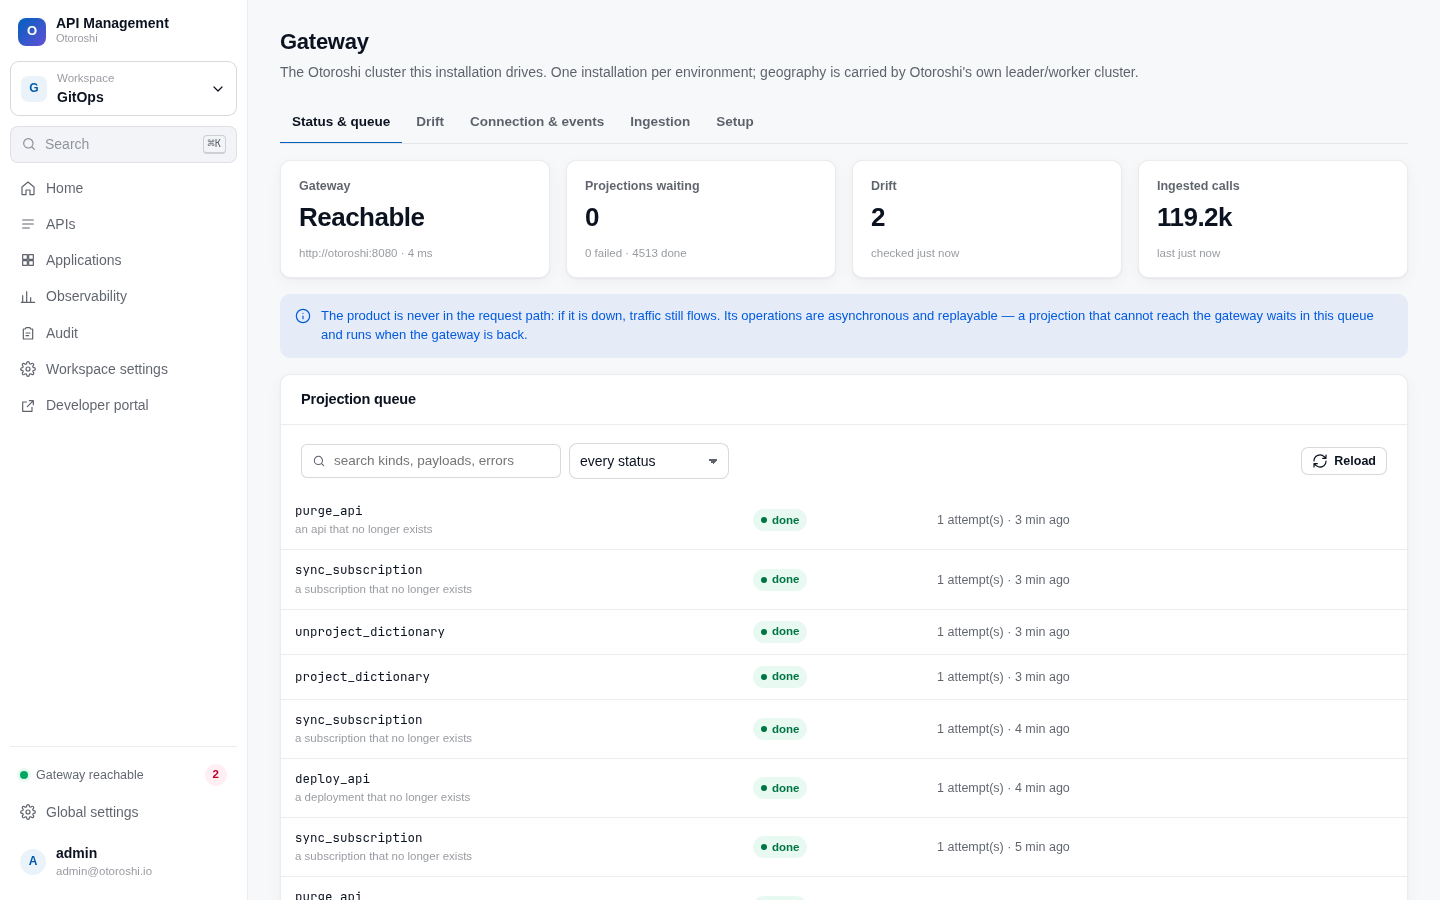 O
API Management
Otoroshi
G
Workspace
GitOps
Search
⌘K
Home
APIs
Applications
Observability
Audit
Workspace settings
Developer portal
Gateway reachable
2
Global settings
A
admin
admin@otoroshi.io
Gateway
The Otoroshi cluster this installation drives. One installation per environment; geography is carried by Otoroshi's own leader/worker cluster.
Status & queue
Drift
Connection & events
Ingestion
Setup
Gateway
Reachable
http://otoroshi:8080 · 4 ms
Projections waiting
0
0 failed · 4513 done
Drift
2
checked just now
Ingested calls
119.2k
last just now
The product is never in the request path: if it is down, traffic still flows. Its operations are asynchronous and replayable — a projection that cannot reach the gateway waits in this queue
and runs when the gateway is back.
Projection queue
search kinds, payloads, errors
every status
Reload
purge_api
an api that no longer exists
done
1 attempt(s) · 3 min ago
sync_subscription
a subscription that no longer exists
done
1 attempt(s) · 3 min ago
unproject_dictionary
done
1 attempt(s) · 3 min ago
project_dictionary
done
1 attempt(s) · 3 min ago
sync_subscription
a subscription that no longer exists
done
1 attempt(s) · 4 min ago
deploy_api
a deployment that no longer exists
done
1 attempt(s) · 4 min ago
sync_subscription
a subscription that no longer exists
done
1 attempt(s) · 5 min ago
purge_api